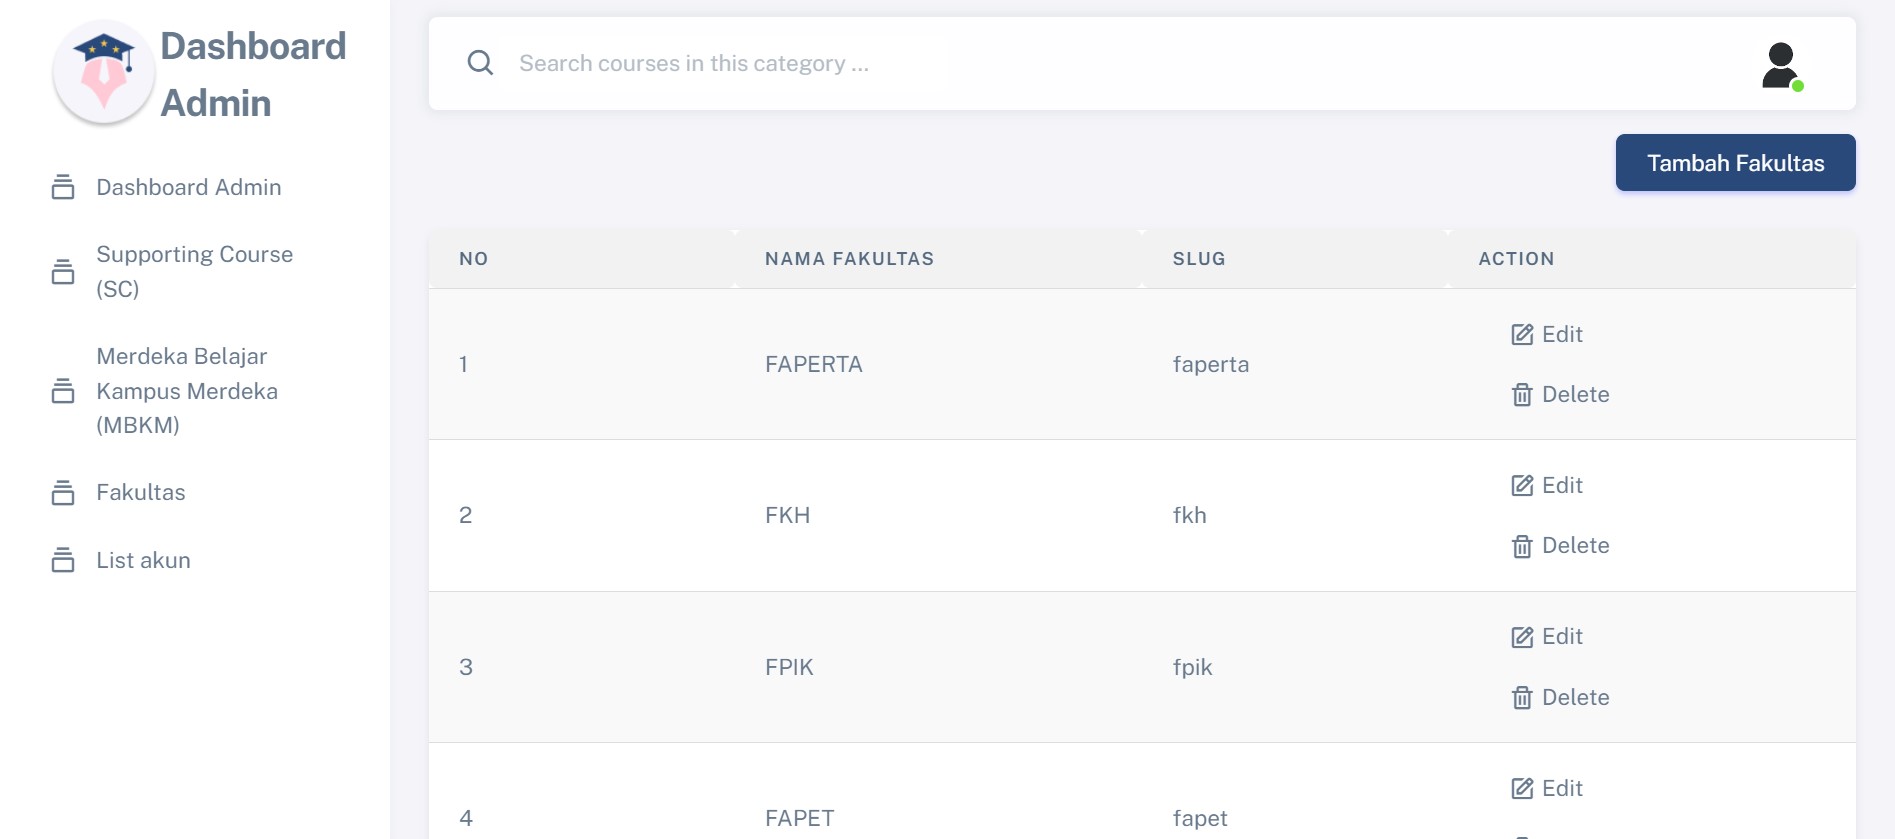 Dashboard
Admin
Dashboard Admin
Supporting Course
(SC)
Merdeka Belajar
Kampus Merdeka
(MBKM)
Fakultas
List akun
Search courses in this category ...
Tambah Fakultas
NO NAMA FAKULTAS SLUG ACTION
1 FAPERTA faperta
Edit
Delete
2 FKH fkh
Edit
Delete
3 FPIK fpik
Edit
Delete
4 FAPET fapet
Edit